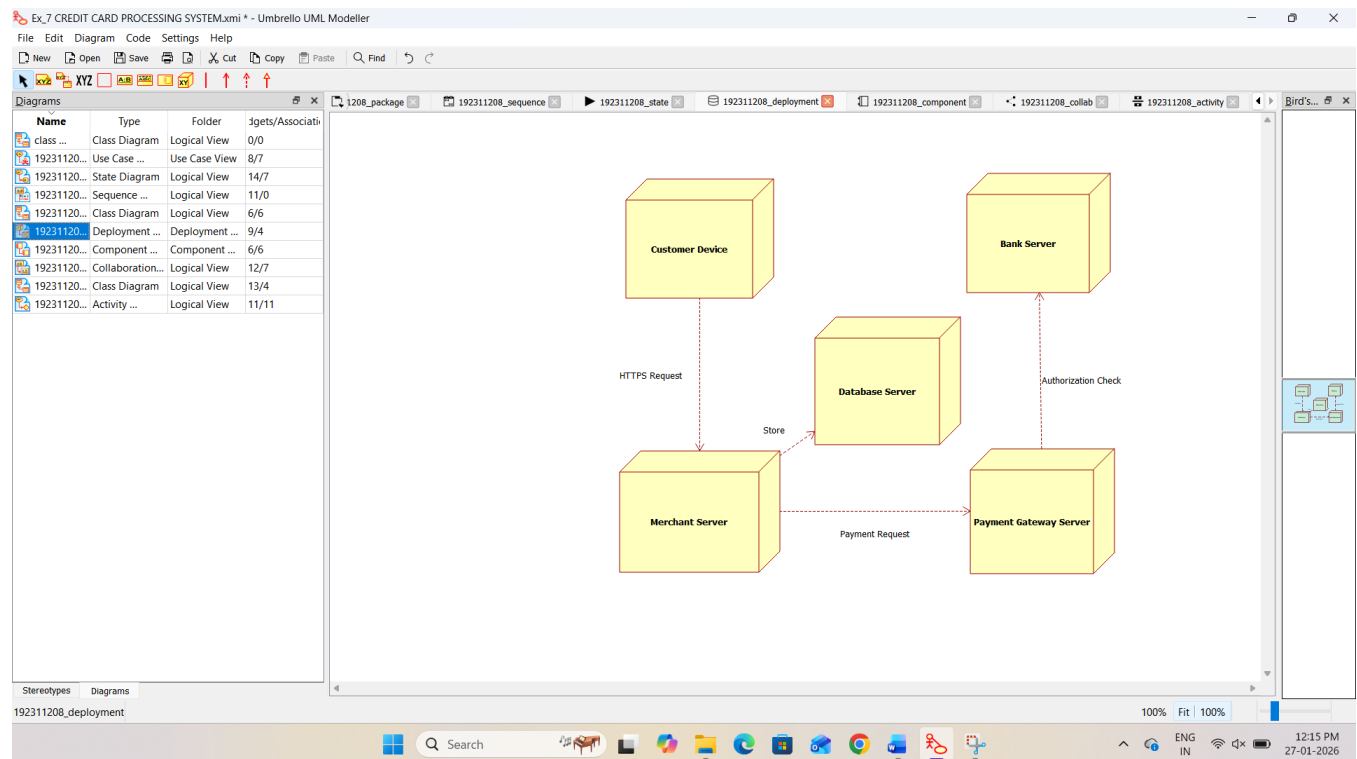 Ex_7 CREDIT CARD PROCESSING SYSTEM.xmi * - Umbrello UML Modeller
File Edit Diagram Code Settings Help
New Open Save Cut Copy Paste Find
XYZ XYZ A:B XY
Diagrams
1208_package 192311208_sequence 192311208_state 192311208_deployment 192311208_component 192311208_collab 192311208_activity
Bird's...
Name Type Folder dgets/Associati
class ... Class Diagram Logical View 0/0
19231120... Use Case ... Use Case View 8/7
19231120... State Diagram Logical View 14/7
19231120... Sequence ... Logical View 11/0
19231120... Class Diagram Logical View 6/6
19231120... Deployment ... Deployment ... 9/4
19231120... Component ... Component ... 6/6
19231120... Collaboration... Logical View 12/7
19231120... Class Diagram Logical View 13/4
19231120... Activity ... Logical View 11/11
Customer Device
Bank Server
HTTPS Request
Database Server
Authorization Check
Store
Merchant Server
Payment Gateway Server
Payment Request
Stereotypes Diagrams
192311208_deployment
100% Fit 100%
Search
ENG
IN
12:15 PM
27-01-2026